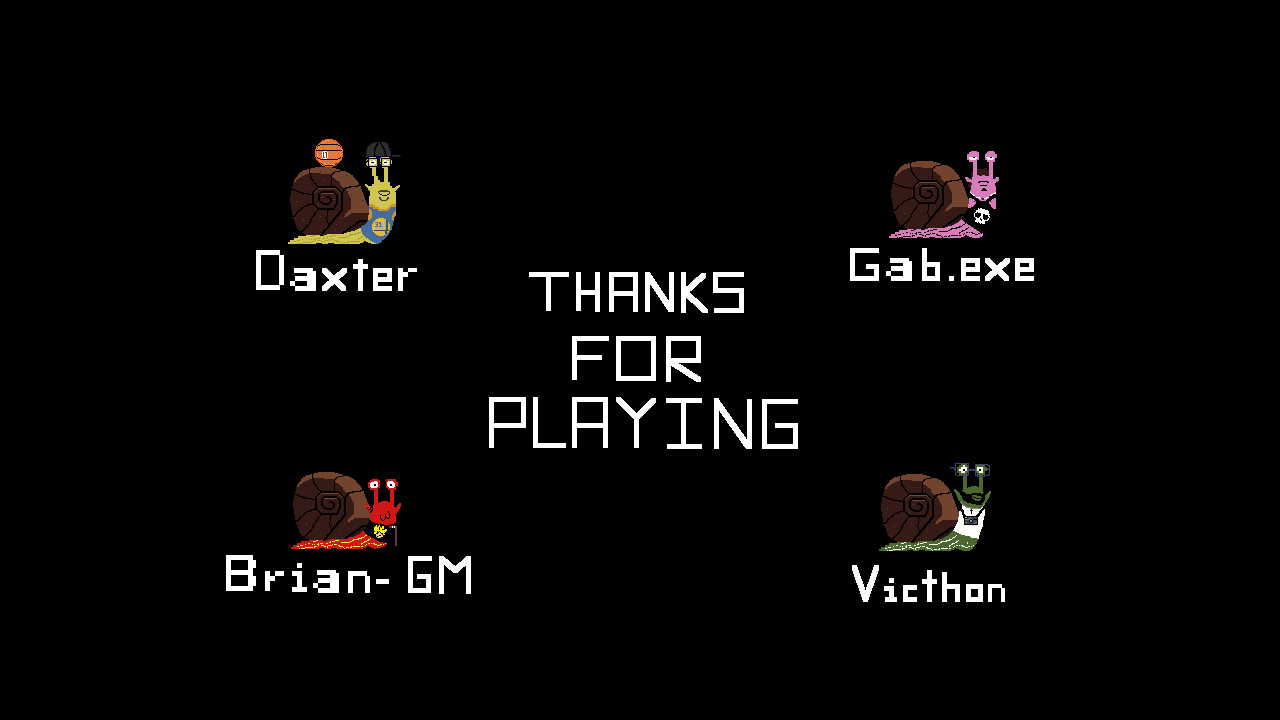 Daxter
Gab.exe
THANKS
FOR
PLAYING
Brian-GM
Victhon